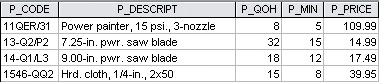 P_CODE P_DESCRIPT P_QOH P_MIN P_PRICE
11QER/31 Power painter, 15 psi., 3-nozzle 8 5 109.99
13-Q2/P2 7.25-in. pwr. saw blade 32 15 14.99
14-Q1/L3 9.00-in. pwr. saw blade 18 12 17.49
1546-QQ2 Hrd. cloth, 1/4-in., 2x50 15 8 39.95